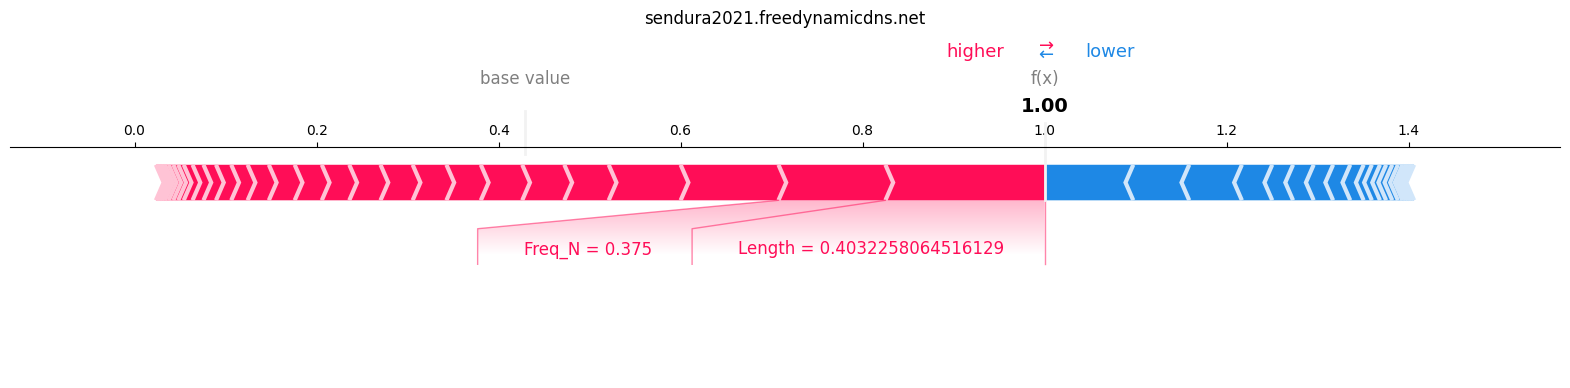 sendura2021.freedynamicdns.net
higher ⇄ lower
base value f(x)
1.00
0.0 0.2 0.4 0.6 0.8 1.0 1.2 1.4
Freq_N = 0.375 Length = 0.4032258064516129